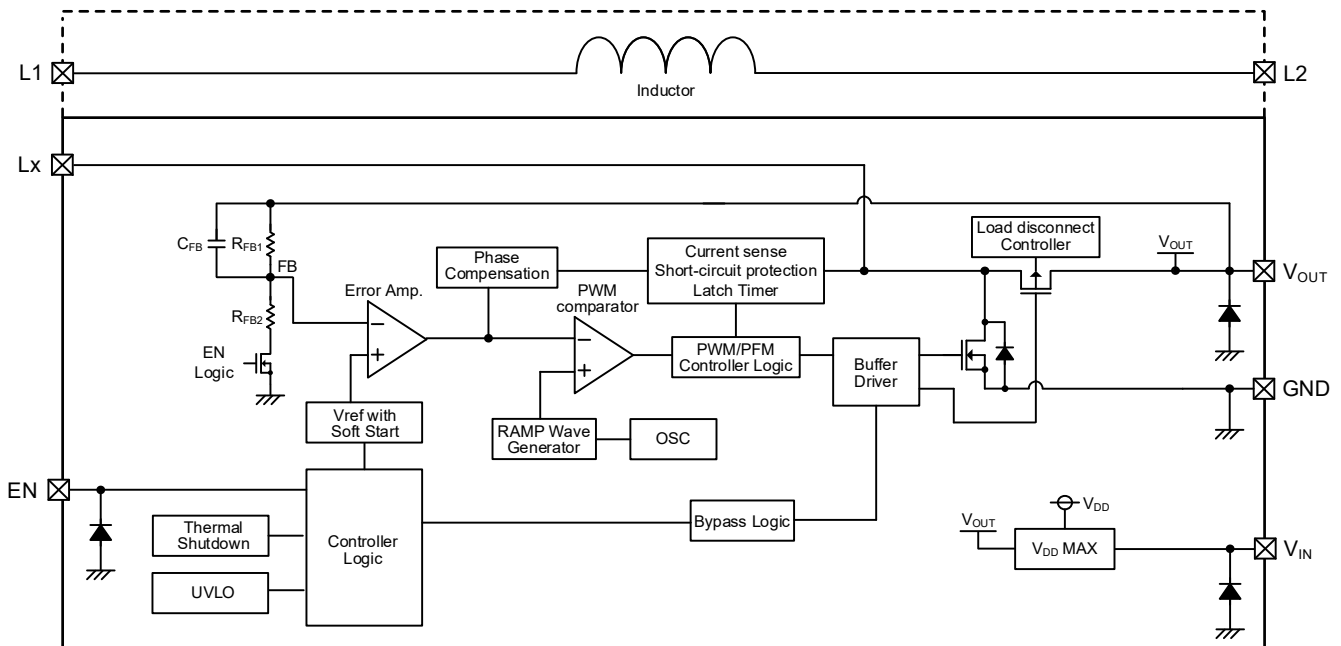 L1
L2
Inductor
Lx
Load disconnect
Controller
CFB
RFB1
FB
Phase
Compensation
Current sense
Short-circuit protection
Latch Timer
VOUT
VOUT
Error Amp.
PWM
comparator
RFB2
EN
Logic
−
+
−
+
PWM/PFM
Controller Logic
Buffer
Driver
GND
Vref with
Soft Start
RAMP Wave
Generator
OSC
EN
Thermal
Shutdown
Controller
Logic
Bypass Logic
VDD
VOUT
VDD MAX
VIN
UVLO